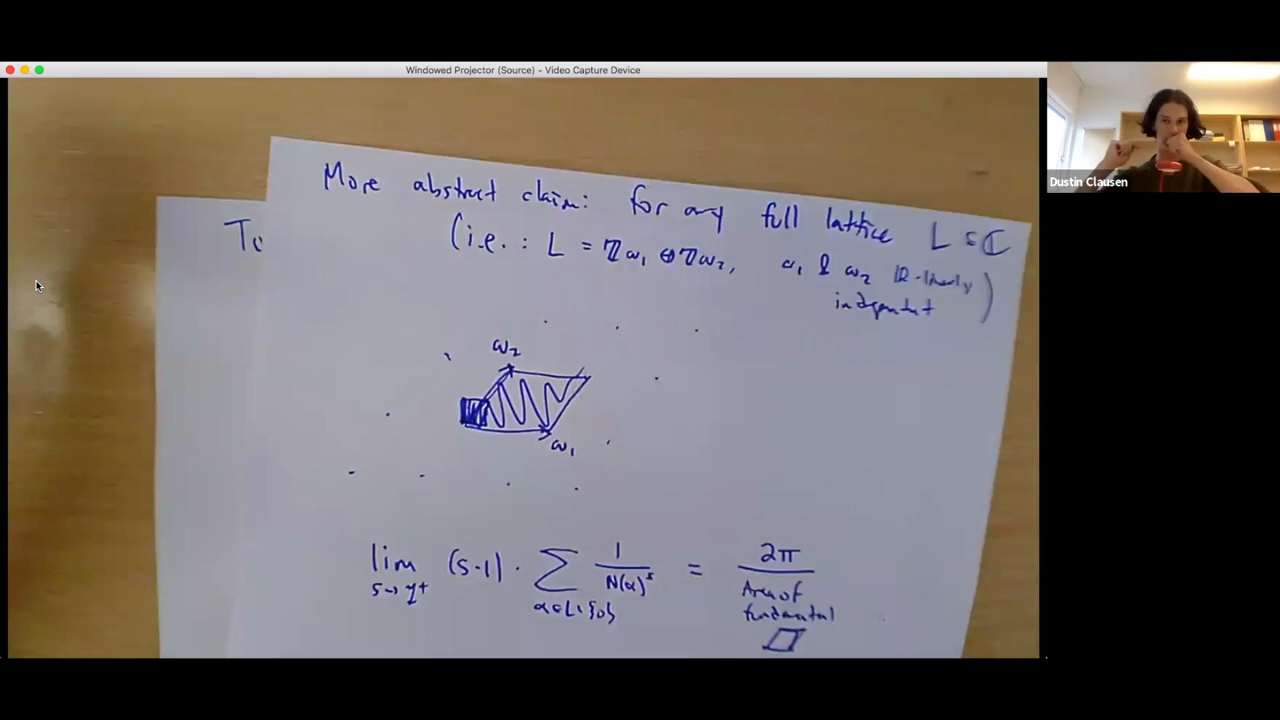 Windowed Projector (Source) - Video Capture Device
More abstract claim: for any full lattice L ⊆ ℂ
(i.e.: L = ℤω₁ ⊕ ℤω₂, ω₁ & ω₂ ℝ-linearly
independent)
ω₂
ω₁
lim s→1⁺ (s-1) · ∑ α∈L∖{0} 1/N(α)ˢ = 2π / Area of fundamental ▱
Dustin Clausen